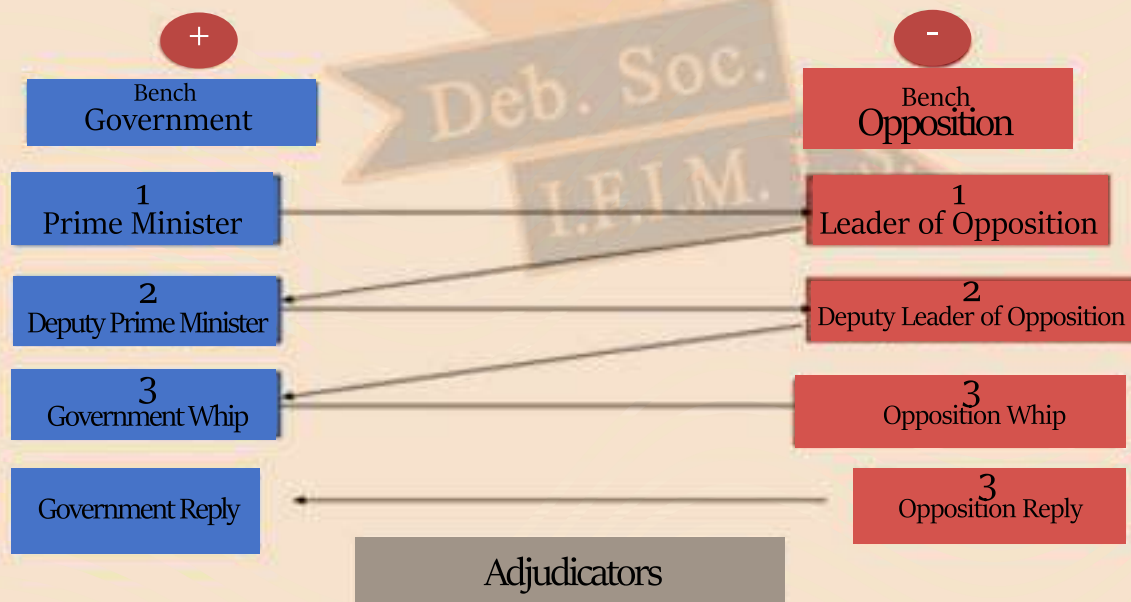 +
-
Bench
Government
Bench
Opposition
Deb. Soc.
I.F.I.M.
1
Prime Minister
1
Leader of Opposition
2
Deputy Prime Minister
2
Deputy Leader of Opposition
3
Government Whip
3
Opposition Whip
Government Reply
3
Opposition Reply
Adjudicators